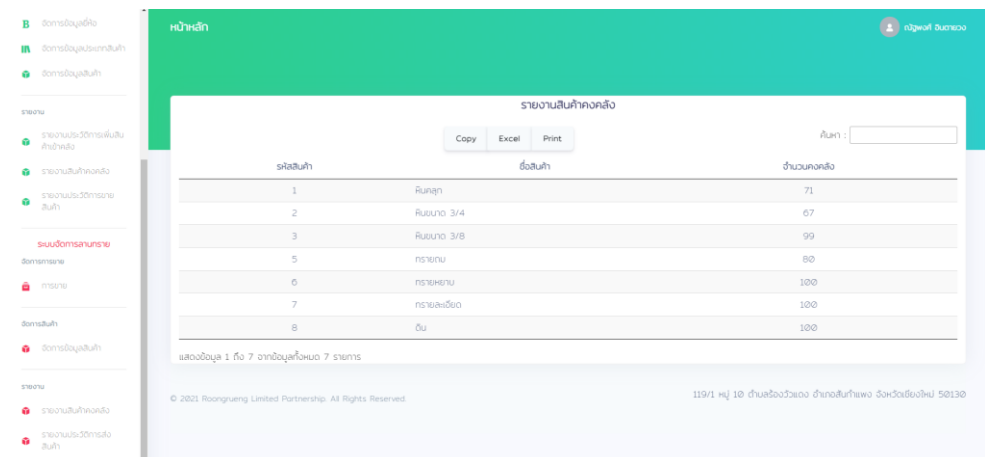 B จัดการข้อมูลยี่ห้อ
จัดการข้อมูลประเภทสินค้า
จัดการข้อมูลสินค้า
รายงาน
รายงานประวัติการเพิ่มสิน
ค้าเข้าคลัง
รายงานสินค้าคงคลัง
รายงานประวัติการขาย
สินค้า
ระบบจัดการลานทราย
จัดการการขาย
การขาย
จัดการสินค้า
จัดการข้อมูลสินค้า
รายงาน
รายงานสินค้าคงคลัง
รายงานประวัติการสั่ง
สินค้า
หน้าหลัก
ณัฐพงศ์ อินตายวง
รายงานสินค้าคงคลัง
Copy Excel Print
ค้นหา :
รหัสสินค้า ชื่อสินค้า จำนวนคงคลัง
1 หินคลุก 71
2 หินขนาด 3/4 67
3 หินขนาด 3/8 99
5 ทรายถม 80
6 ทรายหยาบ 100
7 ทรายละเอียด 100
8 ดิน 100
แสดงข้อมูล 1 ถึง 7 จากข้อมูลทั้งหมด 7 รายการ
© 2021 Roongrueng Limited Partnership. All Rights Reserved.
119/1 หมู่ 10 ตำบลร้องวัวแดง อำเภอสันกำแพง จังหวัดเชียงใหม่ 50130